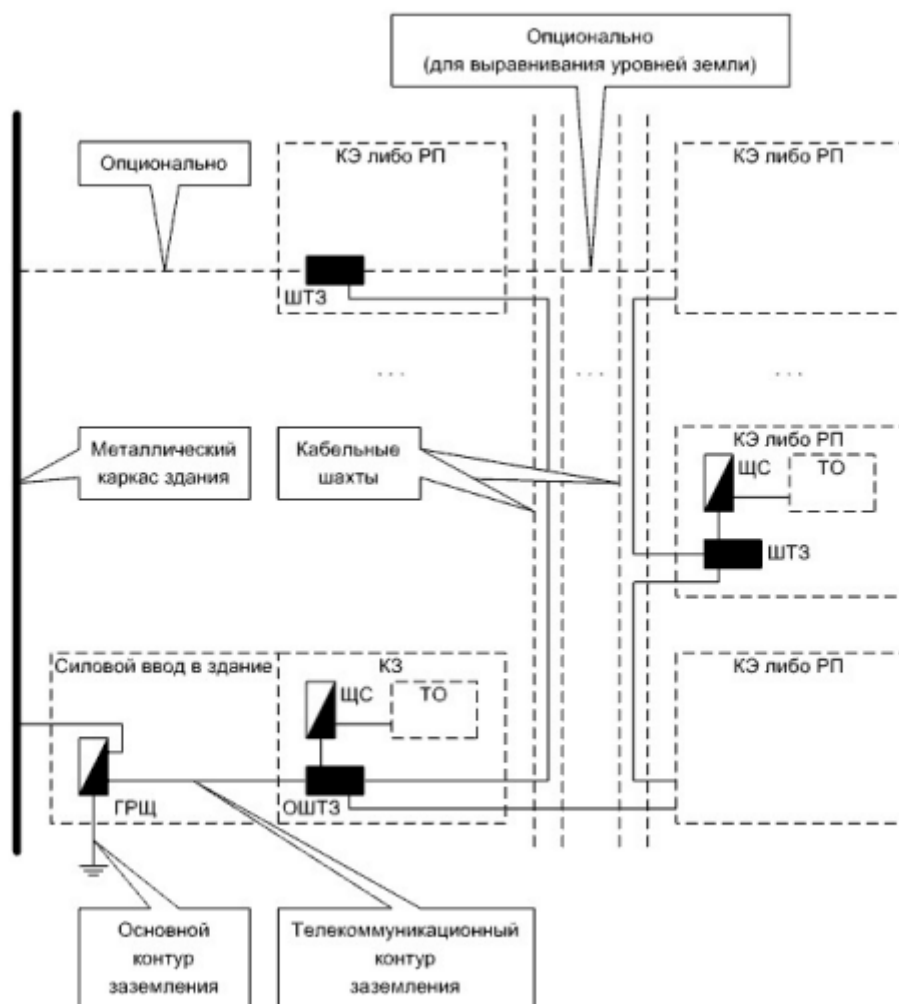 Опционально
(для выравнивания уровней земли)
Опционально
КЭ либо РП
КЭ либо РП
ШТЗ
...
...
...
Металлический
каркас здания
Кабельные
шахты
КЭ либо РП
ЩС
ТО
ШТЗ
Силовой ввод в здание
КЗ
КЭ либо РП
ЩС
ТО
ГРЩ
ОШТЗ
Основной
контур
заземления
Телекоммуникационный
контур
заземления